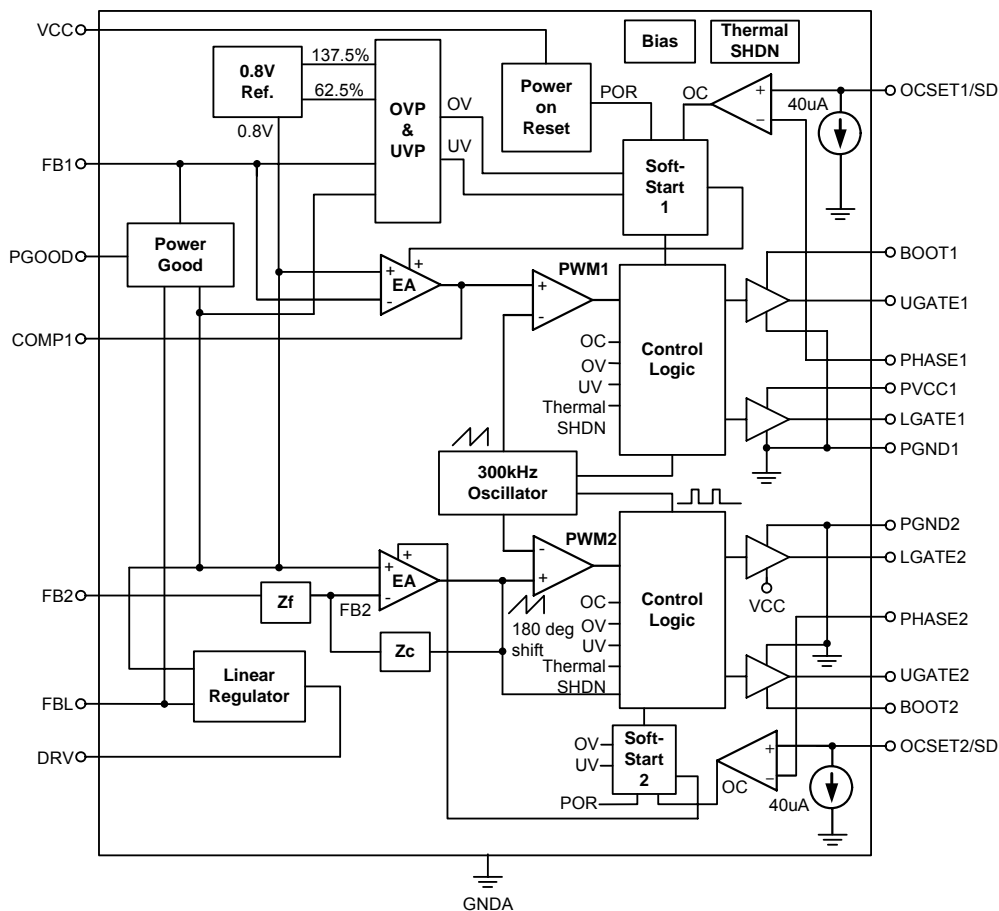 VCC
FB1
PGOOD
COMP1
FB2
FBL
DRV
0.8V
Ref.
137.5%
62.5%
0.8V
OVP
&
UVP
OV
UV
Power
on
Reset
POR
Bias
Thermal
SHDN
OC
+
-
40uA
OCSET1/SD
Soft-
Start
1
Power
Good
+
+
EA
-
PWM1
+
-
Control
Logic
OC
OV
UV
Thermal
SHDN
BOOT1
UGATE1
PHASE1
PVCC1
LGATE1
PGND1
300kHz
Oscillator
PWM2
-
+
180 deg
shift
+
+
EA
-
Zf
FB2
Zc
Linear
Regulator
Control
Logic
OC
OV
UV
Thermal
SHDN
VCC
PGND2
LGATE2
PHASE2
UGATE2
BOOT2
OCSET2/SD
Soft-
Start
2
OV
UV
POR
OC
+
-
40uA
GNDA